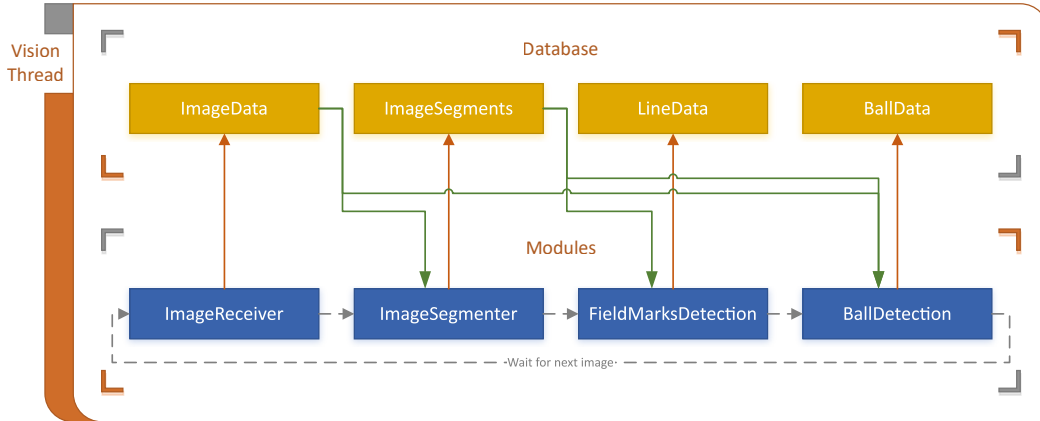 Vision
Thread
Database
ImageData
ImageSegments
LineData
BallData
Modules
ImageReceiver
ImageSegmenter
FieldMarksDetection
BallDetection
Wait for next image